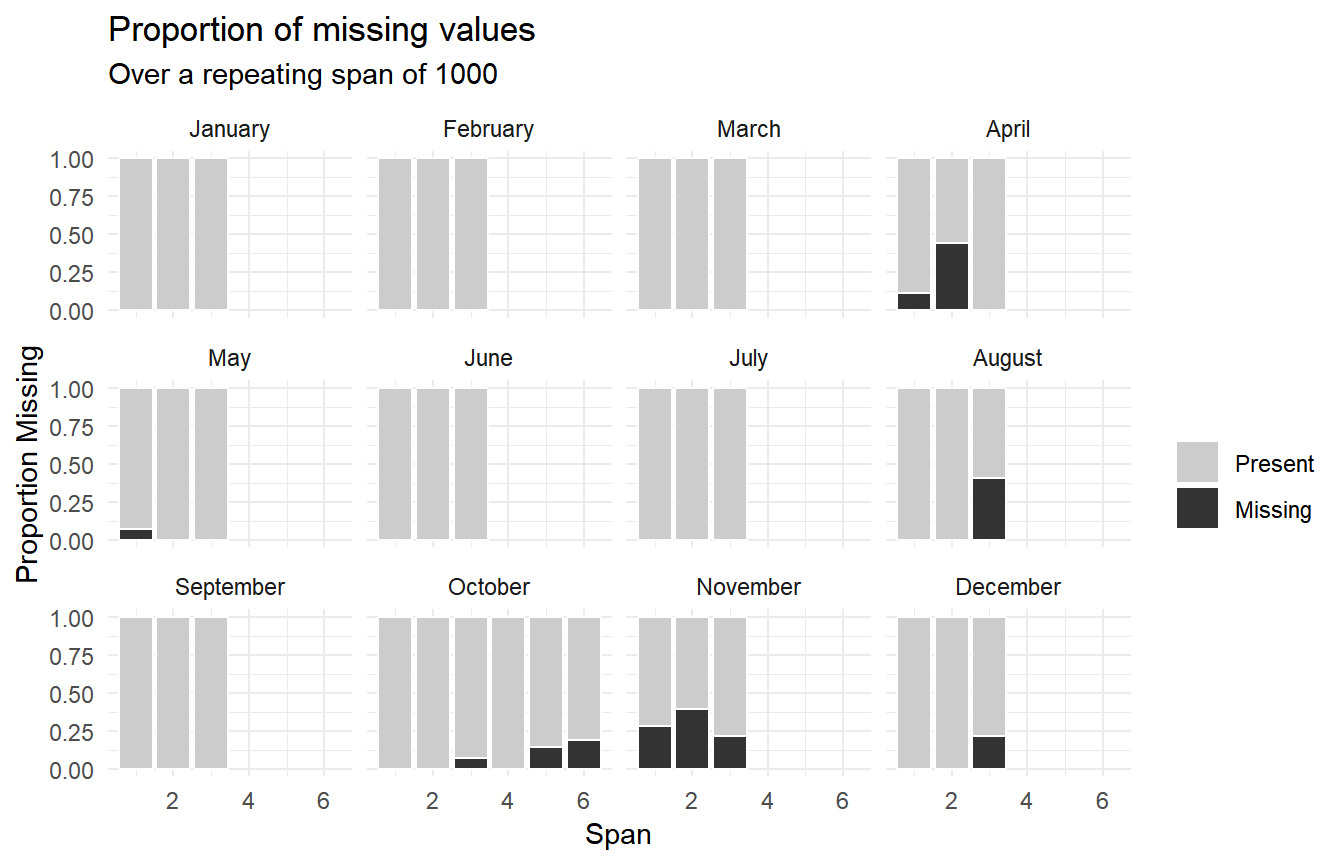 Proportion of missing values
Over a repeating span of 1000
January February March April
1.00
0.75
0.50
0.25
0.00
May June July August
1.00
0.75
0.50
0.25
0.00
September October November December
1.00
0.75
0.50
0.25
0.00
2 4 6 2 4 6 2 4 6 2 4 6
Span
Proportion Missing
Present
Missing